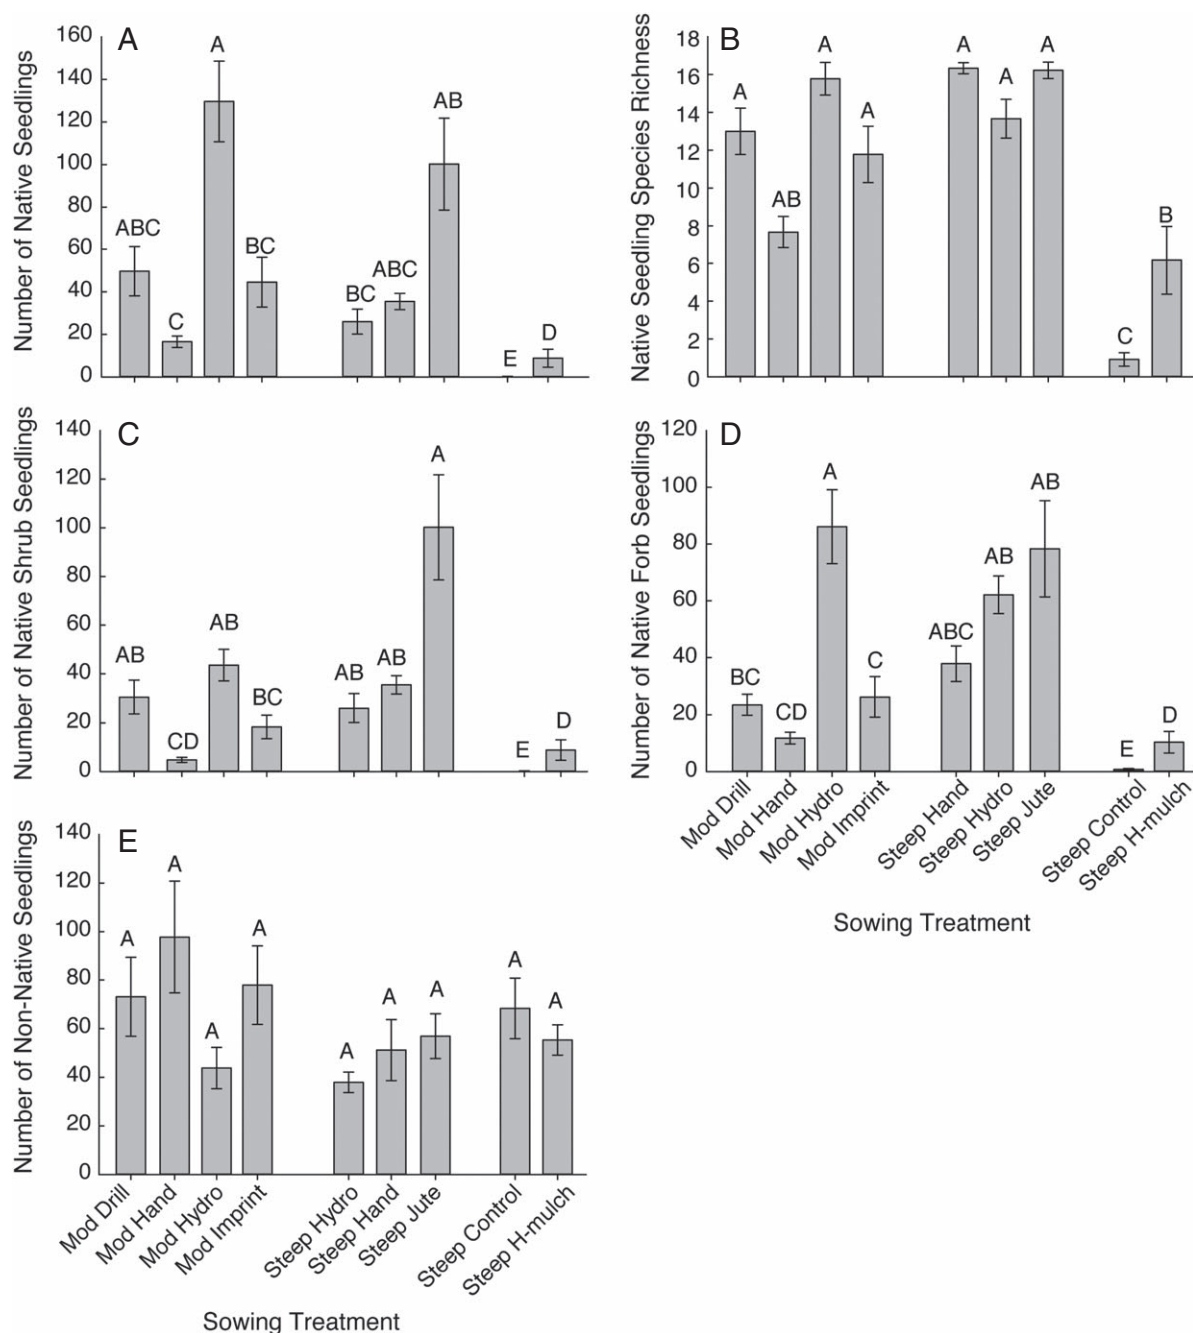 A
Number of Native Seedlings
160
140
120
100
80
60
40
20
0
ABC
C
A
BC
BC
ABC
AB
E
D
B
Native Seedling Species Richness
18
16
14
12
10
8
6
4
2
0
A
AB
A
A
A
A
A
C
B
C
Number of Native Shrub Seedlings
140
120
100
80
60
40
20
0
AB
CD
AB
BC
AB
AB
A
E
D
D
Number of Native Forb Seedlings
120
100
80
60
40
20
0
BC
CD
A
C
ABC
AB
AB
E
D
Mod Drill
Mod Hand
Mod Hydro
Mod Imprint
Steep Hand
Steep Hydro
Steep Jute
Steep Control
Steep H-mulch
Sowing Treatment
E
Number of Non-Native Seedlings
140
120
100
80
60
40
20
0
A
A
A
A
A
A
A
A
A
Mod Drill
Mod Hand
Mod Hydro
Mod Imprint
Steep Hydro
Steep Hand
Steep Jute
Steep Control
Steep H-mulch
Sowing Treatment